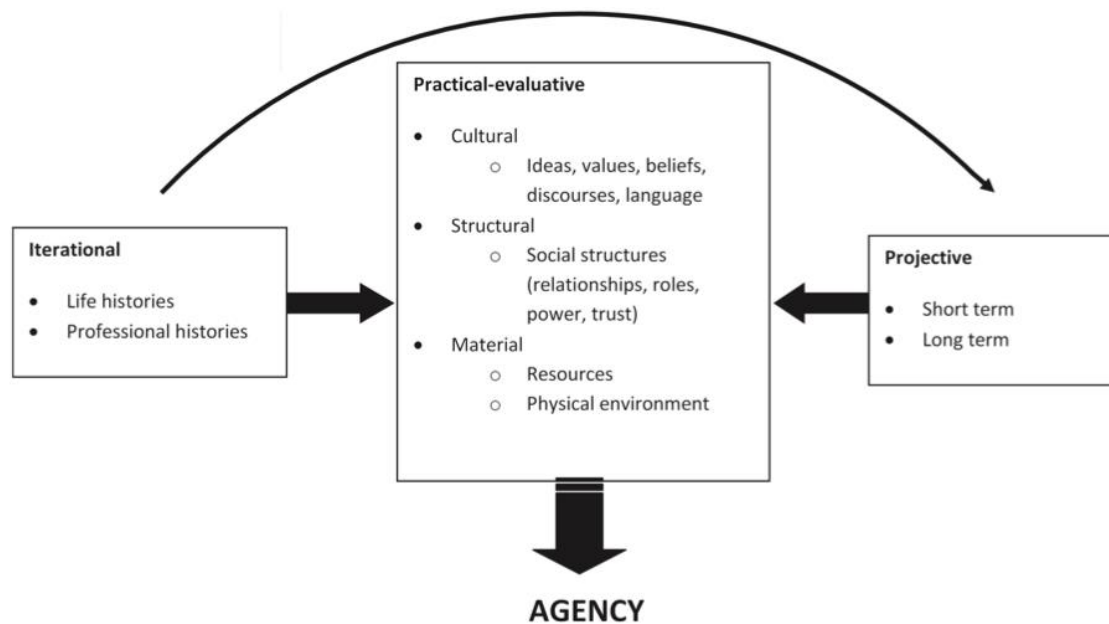 Practical-evaluative
• Cultural
o Ideas, values, beliefs,
discourses, language
• Structural
o Social structures
(relationships, roles,
power, trust)
• Material
o Resources
o Physical environment
Iterational
• Life histories
• Professional histories
Projective
• Short term
• Long term
AGENCY